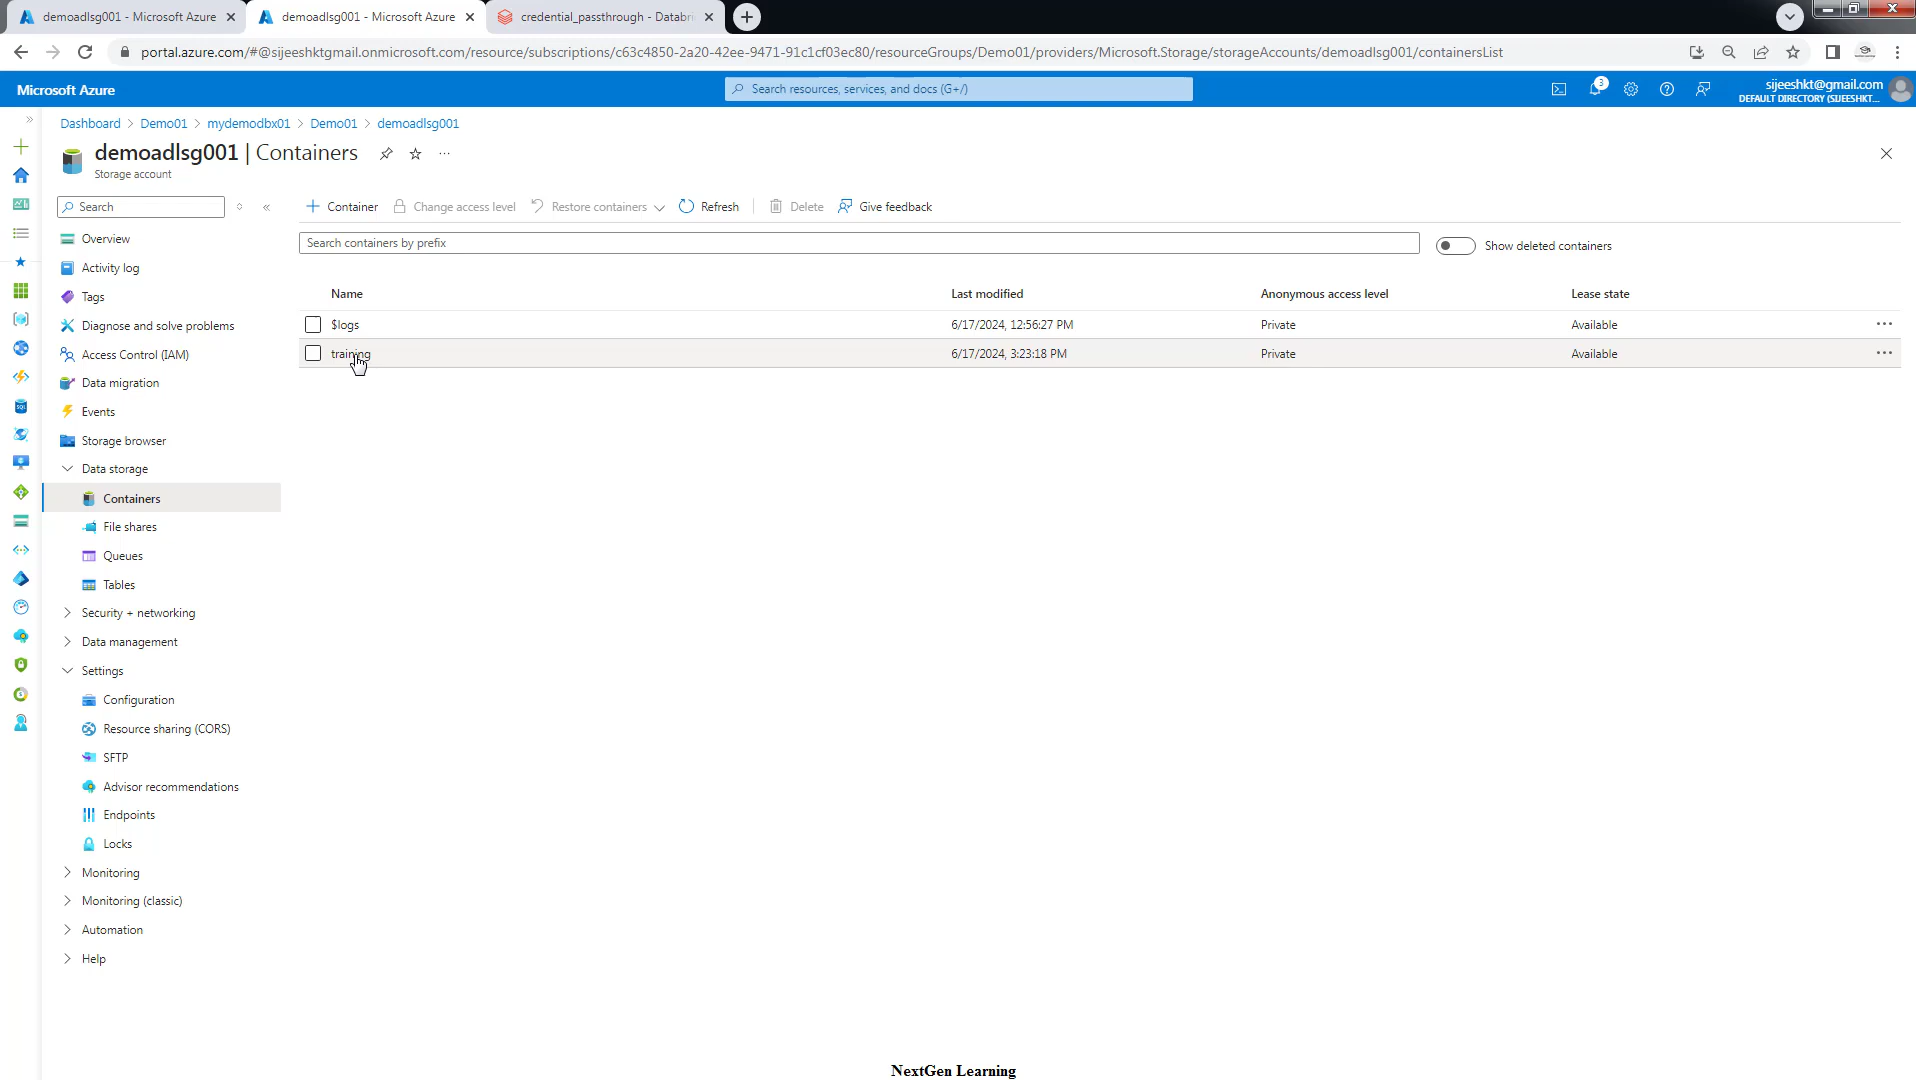 demoadlsg001 - Microsoft Azure
demoadlsg001 - Microsoft Azure
credential_passthrough - Databri
portal.azure.com/#@sijeeshktgmail.onmicrosoft.com/resource/subscriptions/c63c4850-2a20-42ee-9471-91c1cf03ec80/resourceGroups/Demo01/providers/Microsoft.Storage/storageAccounts/demoadlsg001/containersList
Microsoft Azure
Search resources, services, and docs (G+/)
3
sijeeshkt@gmail.com
DEFAULT DIRECTORY (SIJEESHKT...
Dashboard > Demo01 > mydemodbx01 > Demo01 > demoadlsg001
demoadlsg001 | Containers
Storage account
Search
Container
Change access level
Restore containers
Refresh
Delete
Give feedback
Overview
Activity log
Tags
Diagnose and solve problems
Access Control (IAM)
Data migration
Events
Storage browser
Data storage
Containers
File shares
Queues
Tables
Security + networking
Data management
Settings
Configuration
Resource sharing (CORS)
SFTP
Advisor recommendations
Endpoints
Locks
Monitoring
Monitoring (classic)
Automation
Help
Search containers by prefix
Show deleted containers
Name Last modified Anonymous access level Lease state
$logs 6/17/2024, 12:56:27 PM Private Available
training 6/17/2024, 3:23:18 PM Private Available
NextGen Learning